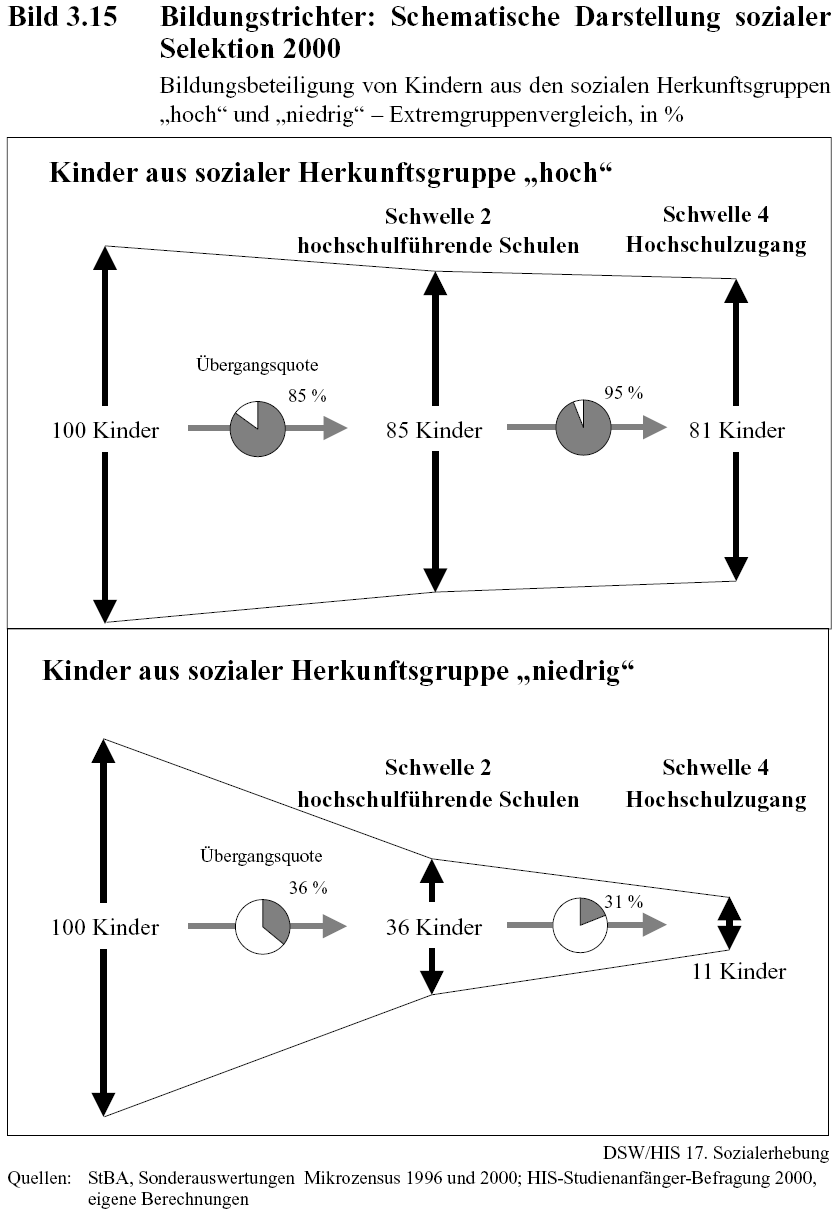 Bild 3.15 Bildungstrichter: Schematische Darstellung sozialer
Selektion 2000
Bildungsbeteiligung von Kindern aus den sozialen Herkunftsgruppen
„hoch“ und „niedrig“ – Extremgruppenvergleich, in %
Kinder aus sozialer Herkunftsgruppe „hoch“
Schwelle 2
hochschulführende Schulen
Schwelle 4
Hochschulzugang
Übergangsquote
85 %
95 %
100 Kinder
85 Kinder
81 Kinder
Kinder aus sozialer Herkunftsgruppe „niedrig“
Schwelle 2
hochschulführende Schulen
Schwelle 4
Hochschulzugang
Übergangsquote
36 %
31 %
100 Kinder
36 Kinder
11 Kinder
DSW/HIS 17. Sozialerhebung
Quellen: StBA, Sonderauswertungen Mikrozensus 1996 und 2000; HIS-Studienanfänger-Befragung 2000,
eigene Berechnungen